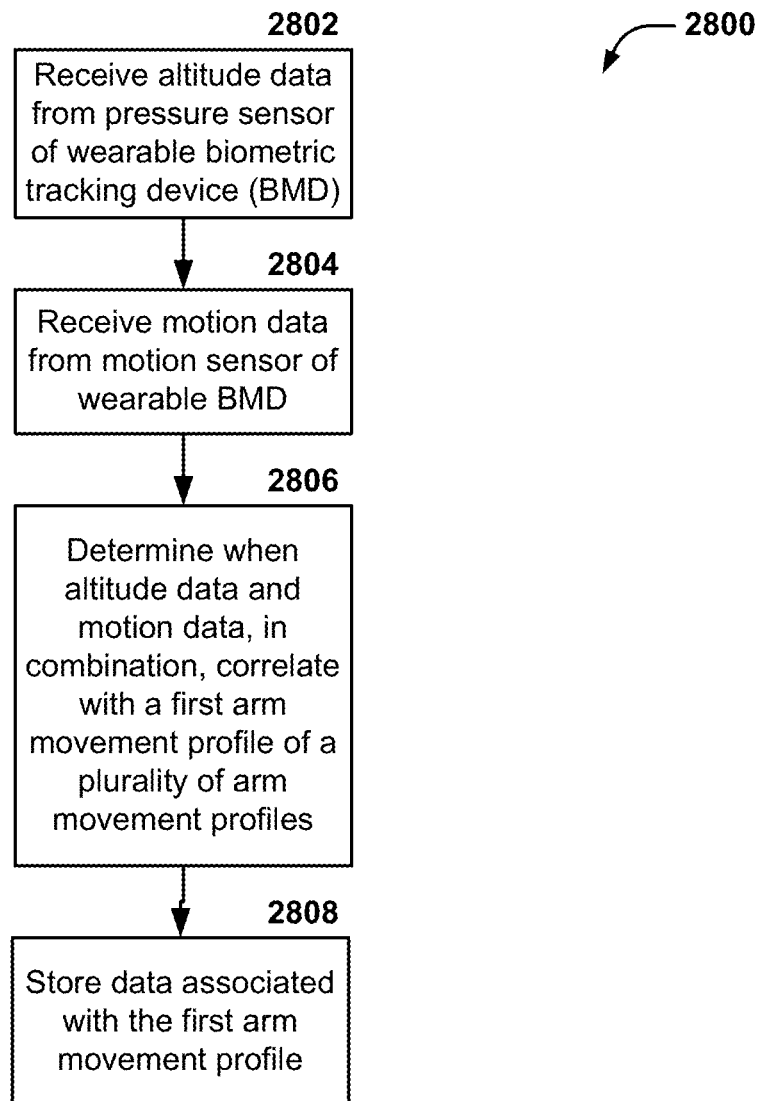 2802
2800
Receive altitude data
from pressure sensor
of wearable biometric
tracking device (BMD)
2804
Receive motion data
from motion sensor of
wearable BMD
2806
Determine when
altitude data and
motion data, in
combination, correlate
with a first arm
movement profile of a
plurality of arm
movement profiles
2808
Store data associated
with the first arm
movement profile